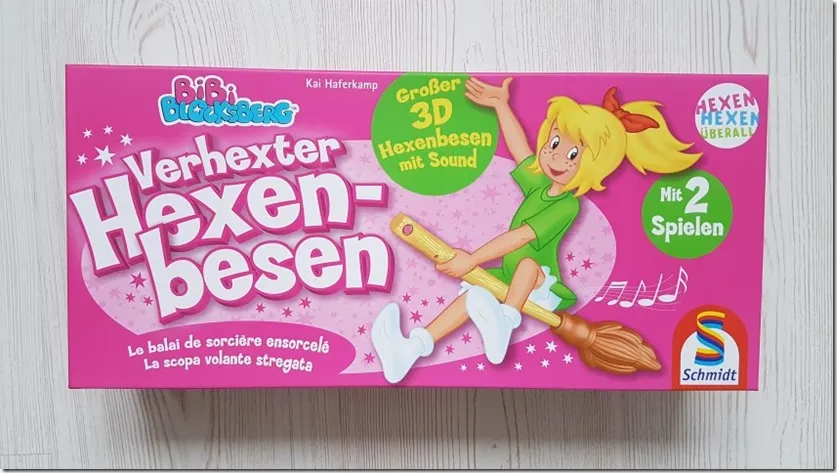 BiBi
BLOCKSBERG™
Kai Haferkamp
Großer
3D
Hexenbesen
mit Sound
HEXEN
HEXEN
ÜBERALL
Verhexter
Hexen-
besen
Mit 2
Spielen
Le balai de sorcière ensorcelé
La scopa volante stregata
Schmidt